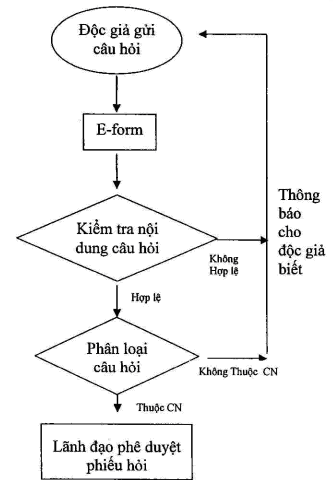 Độc giả gửi
câu hỏi
E-form
Kiểm tra nội
dung câu hỏi
Không
Hợp lệ
Thông
báo
cho
độc giả
biết
Hợp lệ
Phân loại
câu hỏi
Không Thuộc CN
Thuộc CN
Lãnh đạo phê duyệt
phiếu hỏi